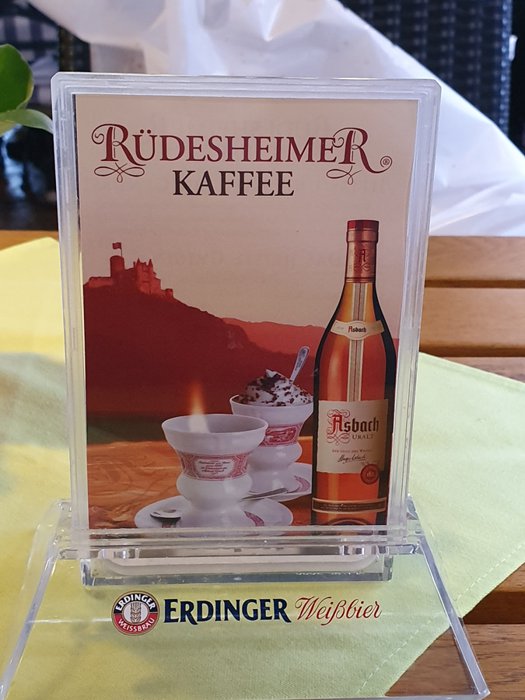 RÜDESHEIMER®
KAFFEE
Asbach
Asbach
URALT
ERDINGER
WEISSBRÄU
ERDINGER Weißbier